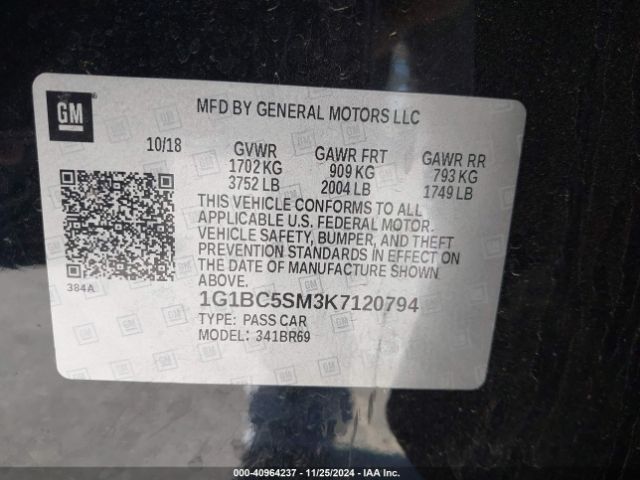 GM
MFD BY GENERAL MOTORS LLC
10/18 GVWR GAWR FRT GAWR RR
1702 KG 909 KG 793 KG
3752 LB 2004 LB 1749 LB
THIS VEHICLE CONFORMS TO ALL
APPLICABLE U.S. FEDERAL MOTOR
VEHICLE SAFETY, BUMPER, AND THEFT
PREVENTION STANDARDS IN EFFECT ON
THE DATE OF MANUFACTURE SHOWN
ABOVE.
384A
1G1BC5SM3K7120794
TYPE: PASS CAR
MODEL: 341BR69
000-40964237 - 11/25/2024 - IAA Inc.